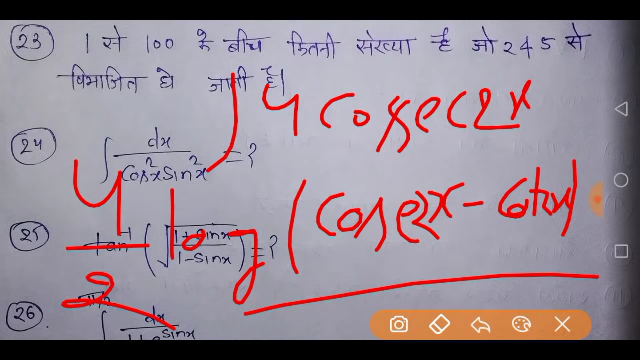 23) 1 से 100 के बीच कितनी संख्या है जो 2 4 5 से
विभाजित हो जाती है।
∫ 4 cosec2x
24) ∫ dx / cos²x sin²x = ?
4/2 log (cosec2x - cot2x)
25) tan⁻¹ (√(1+sinx / 1-sinx)) = ?
26) ∫ dx